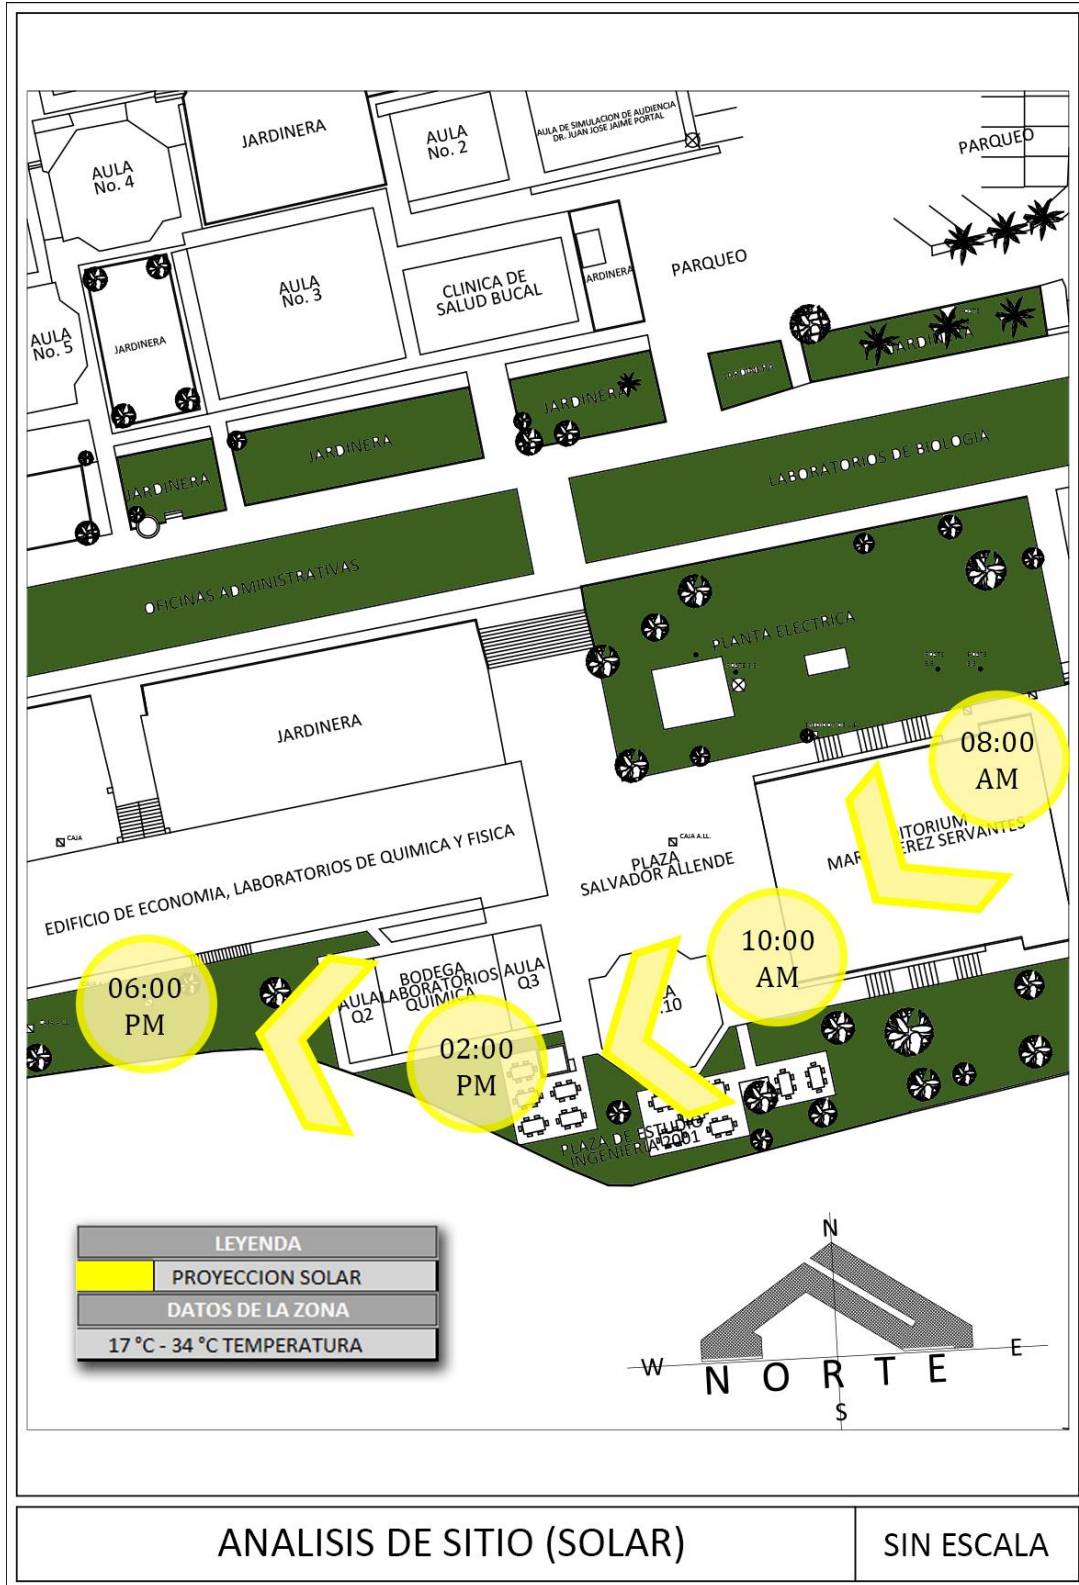 JARDINERA
AULA
No. 2
AULA DE SIMULACION DE AUDIENCIA
DR. JUAN JOSE JAIME PORTAL
PARQUEO
AULA
No. 4
PARQUEO
AULA
No. 3
CLINICA DE
SALUD BUCAL
JARDINERA
AULA
No. 5
JARDINERA
JARDINERA
JARDINERA
JARDINERA
JARDINERA
JARDINERA
LABORATORIOS DE BIOLOGIA
OFICINAS ADMINISTRATIVAS
PLANTA ELECTRICA
JARDINERA
08:00
AM
CAJA
CAJA A.LL.
PLAZA
SALVADOR ALLENDE
EDIFICIO DE ECONOMIA, LABORATORIOS DE QUIMICA Y FISICA
10:00
AM
06:00
PM
AULA
Q2
BODEGA
LABORATORIOS
QUIMICA
AULA
Q3
02:00
PM
PLAZA DE ESTUDIO
INGENIERIA 2001
LEYENDA
PROYECCION SOLAR
DATOS DE LA ZONA
17 °C - 34 °C TEMPERATURA
N
W
E
S
NORTE
ANALISIS DE SITIO (SOLAR)
SIN ESCALA